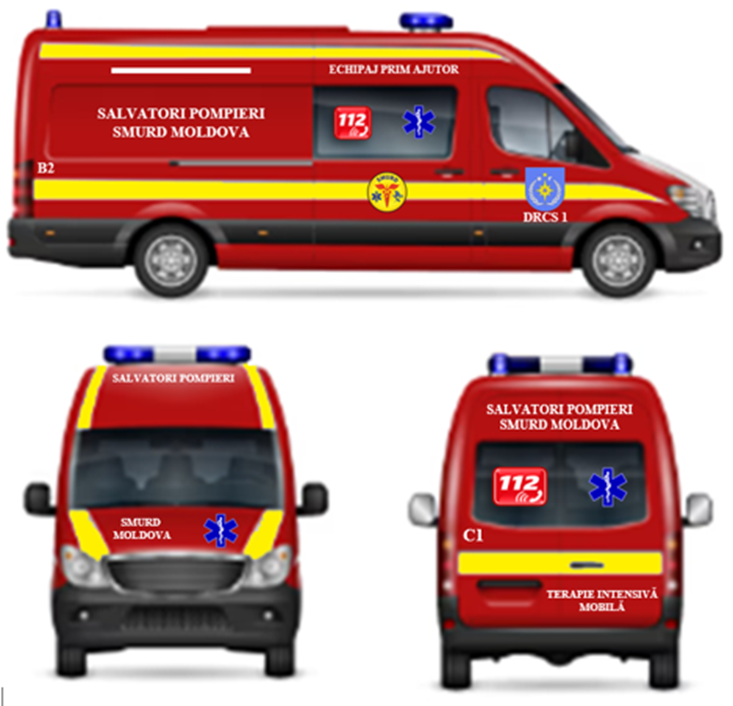 ECHIPAJ PRIM AJUTOR
SALVATORI POMPIERI
SMURD MOLDOVA
112
B2
SMURD
DRCS 1
SALVATORI POMPIERI
SMURD
MOLDOVA
SALVATORI POMPIERI
SMURD MOLDOVA
112
C1
TERAPIE INTENSIVĂ
MOBILĂ